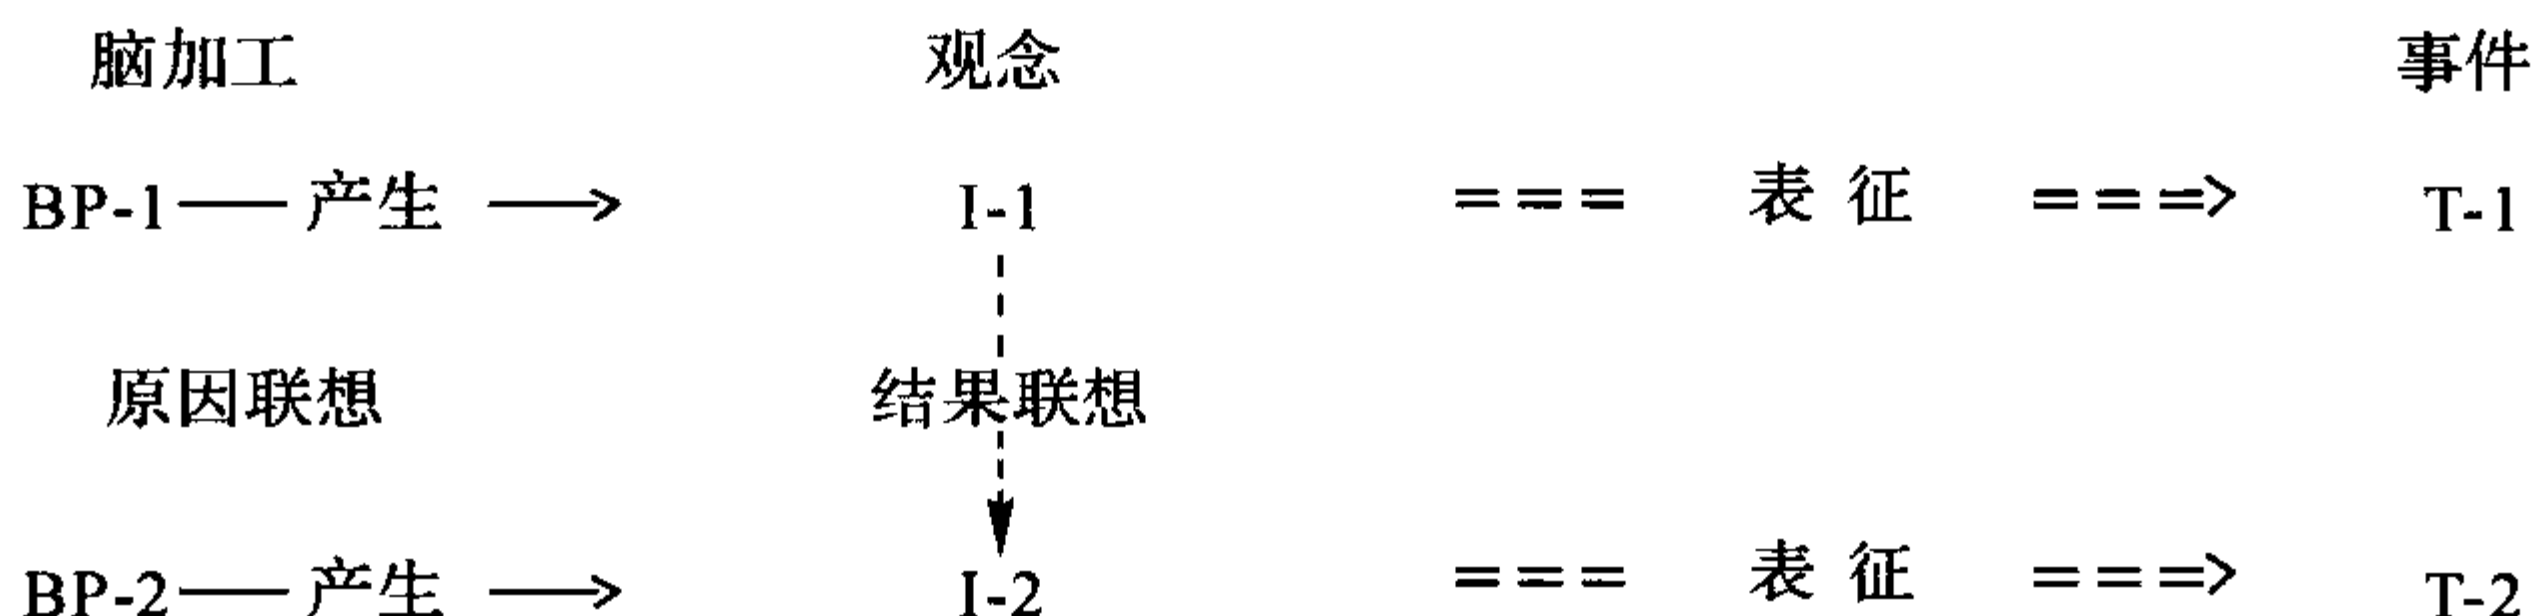 脑加工 观念 事件
BP-1 产生 I-1 表征 T-1
原因联想 结果联想
BP-2 产生 I-2 表征 T-2